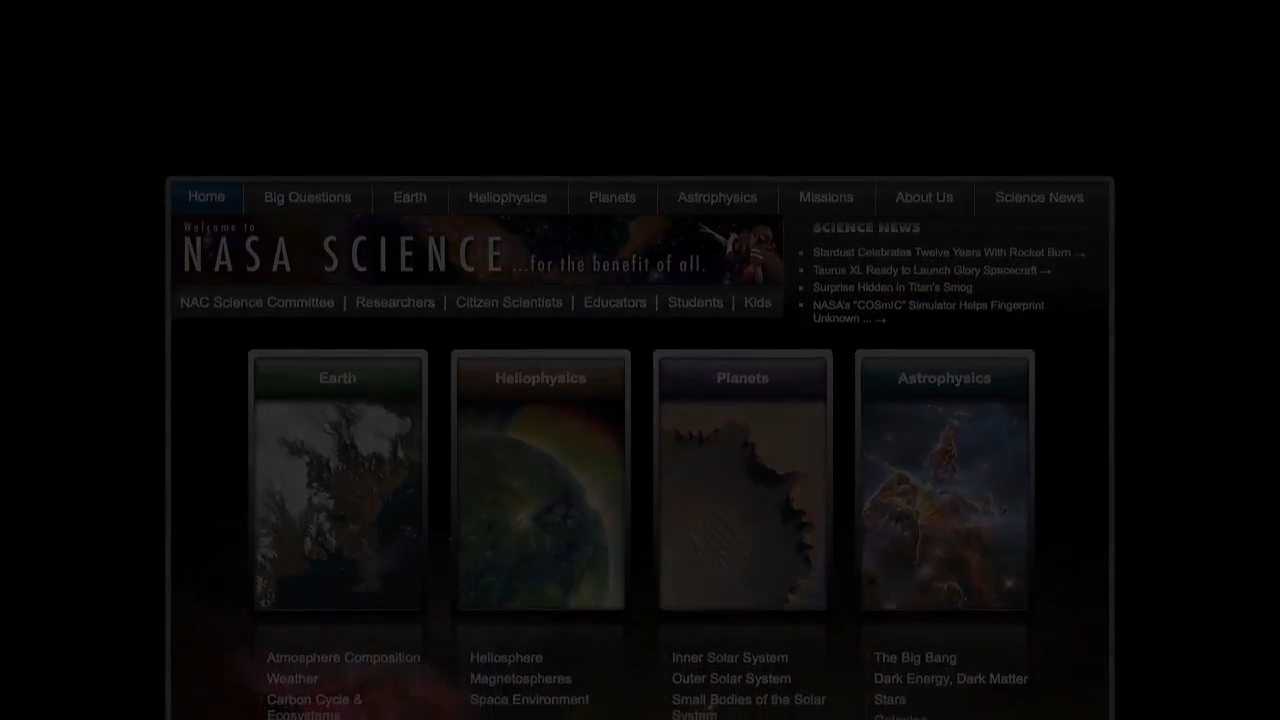 Home Big Questions Earth Heliophysics Planets Astrophysics Missions About Us Science News
Welcome to
NASA SCIENCE ...for the benefit of all.
NAC Science Committee | Researchers | Citizen Scientists | Educators | Students | Kids
SCIENCE NEWS
Stardust Celebrates Twelve Years With Rocket Burn →
Taurus XL Ready to Launch Glory Spacecraft →
Surprise Hidden in Titan's Smog
NASA's "COSmIC" Simulator Helps Fingerprint
Unknown ... →
Earth
Heliophysics
Planets
Astrophysics
Atmosphere Composition
Weather
Carbon Cycle &
Ecosystems
Heliosphere
Magnetospheres
Space Environment
Inner Solar System
Outer Solar System
Small Bodies of the Solar
System
The Big Bang
Dark Energy, Dark Matter
Stars
Galaxies